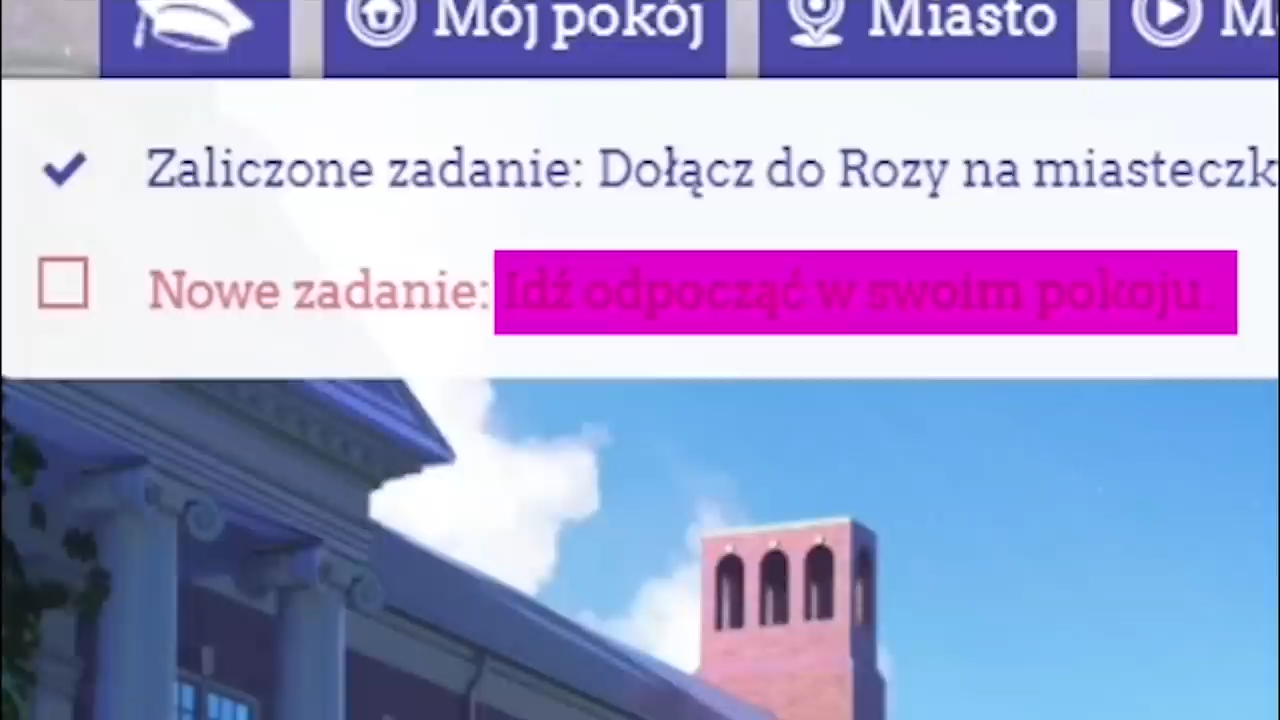 Mój pokój Miasto M
Zaliczone zadanie: Dołącz do Rozy na miasteczk
Nowe zadanie: Idź odpocząć w swoim pokoju.